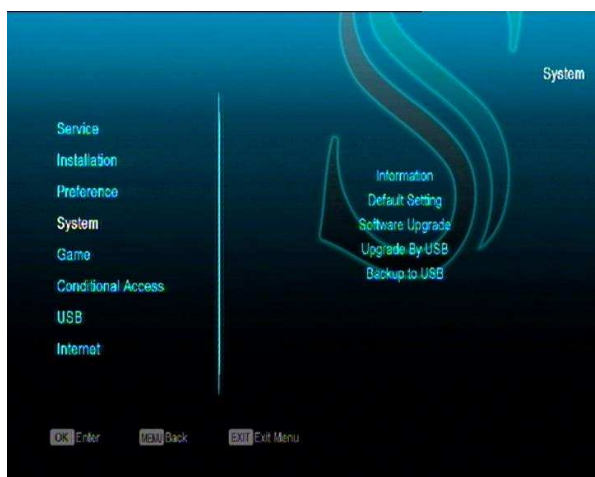 System
Service
Installation
Preference
System
Game
Conditional Access
USB
Internet
Information
Default Setting
Software Upgrade
Upgrade By USB
Backup to USB
OK Enter MENU Back EXIT Exit Menu